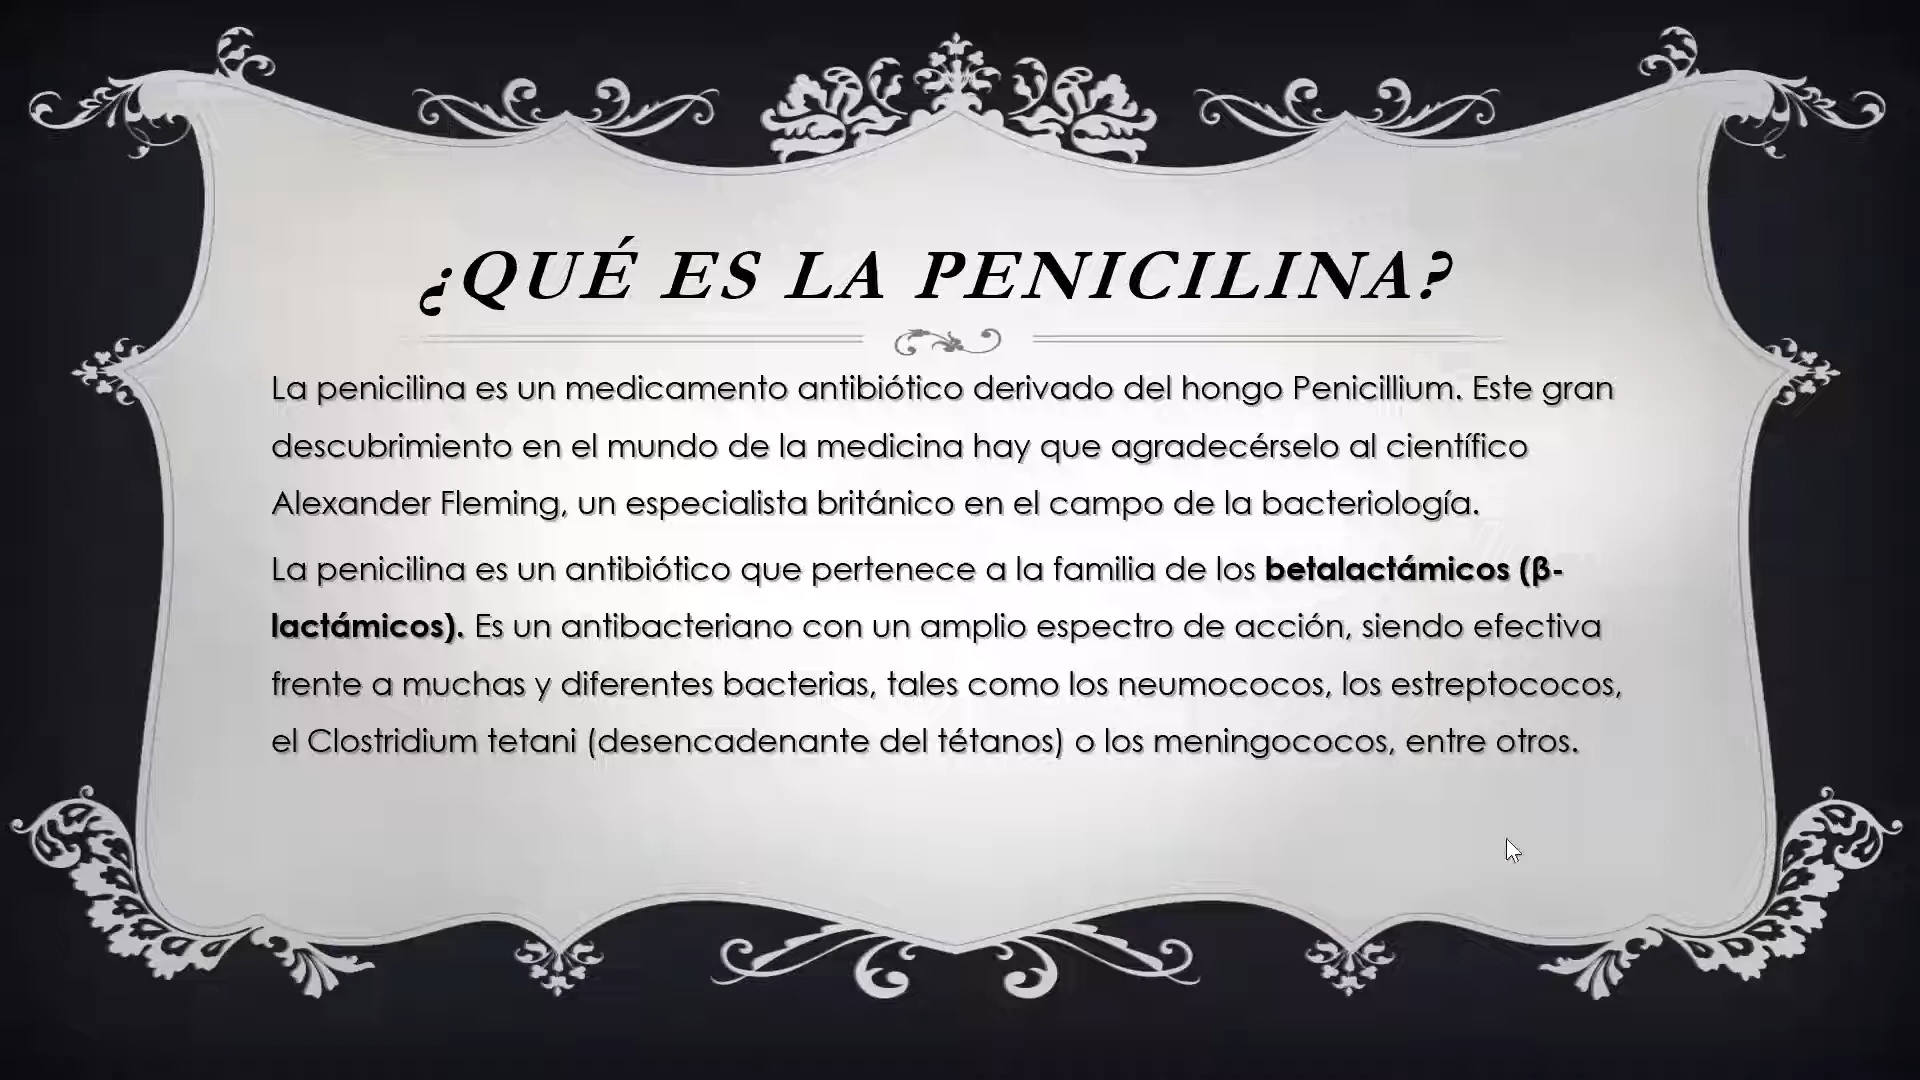 ¿QUÉ ES LA PENICILINA?
La penicilina es un medicamento antibiótico derivado del hongo Penicillium. Este gran
descubrimiento en el mundo de la medicina hay que agradecérselo al científico
Alexander Fleming, un especialista británico en el campo de la bacteriología.
La penicilina es un antibiótico que pertenece a la familia de los betalactámicos (β-
lactámicos). Es un antibacteriano con un amplio espectro de acción, siendo efectiva
frente a muchas y diferentes bacterias, tales como los neumococos, los estreptococos,
el Clostridium tetani (desencadenante del tétanos) o los meningococos, entre otros.